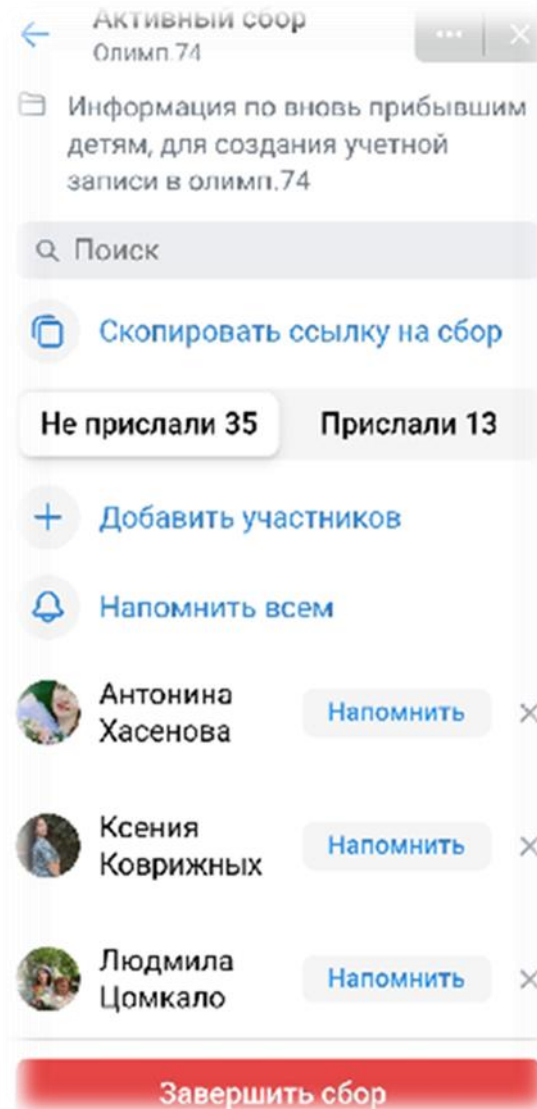 Активный сбор
Олимп.74
Информация по вновь прибывшим
детям, для создания учетной
записи в олимп.74
Поиск
Скопировать ссылку на сбор
Не прислали 35 Прислали 13
Добавить участников
Напомнить всем
Антонина
Хасенова
Напомнить
Ксения
Коврижных
Напомнить
Людмила
Цомкало
Напомнить
Завершить сбор